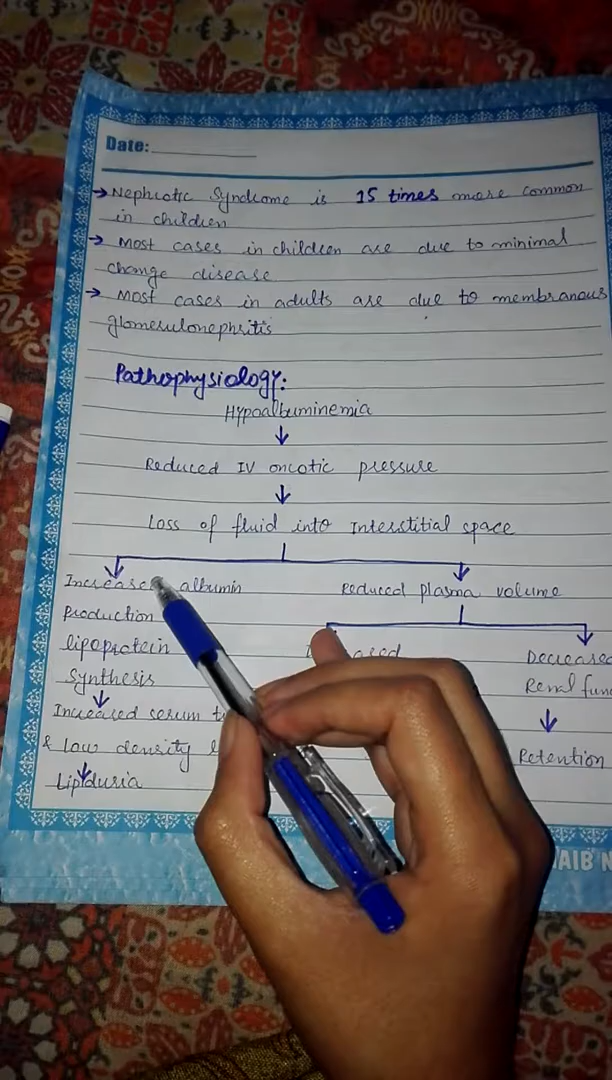 Date:
→ Nephrotic Syndrome is 15 times more common
in children
→ Most cases in children are due to minimal
change disease
→ Most cases in adults are due to membranous
glomerulonephritis
Pathophysiology:
Hypoalbuminemia
↓
Reduced IV oncotic pressure
↓
Loss of fluid into Interstitial space
Increase albumin
production
lipoprotein
Synthesis
↓
Increased serum
& low density
↓
Lipiduria
Reduced plasma volume
Decreased
Renal
↓
Retention